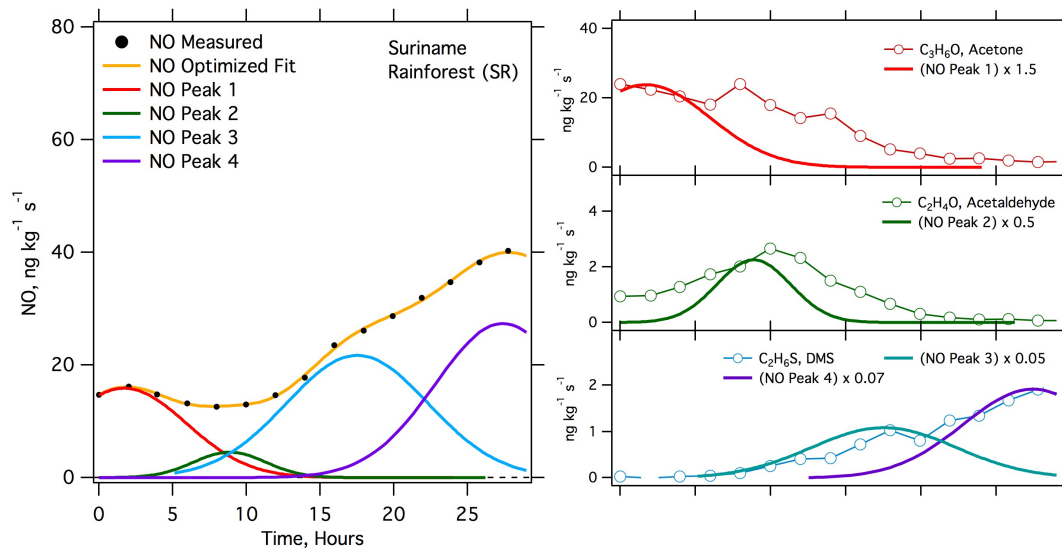 80
60
40
20
0
NO, ng kg⁻¹ s⁻¹
NO Measured
NO Optimized Fit
NO Peak 1
NO Peak 2
NO Peak 3
NO Peak 4
Suriname
Rainforest (SR)
0 5 10 15 20 25
Time, Hours
40
20
0
ng kg⁻¹ s⁻¹
C₃H₆O, Acetone
(NO Peak 1) x 1.5
4
2
0
ng kg⁻¹ s⁻¹
C₂H₄O, Acetaldehyde
(NO Peak 2) x 0.5
2
1
0
ng kg⁻¹ s⁻¹
C₂H₆S, DMS (NO Peak 3) x 0.05
(NO Peak 4) x 0.07